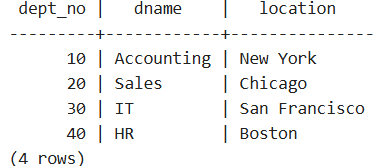 dept_no |   dname    |   location
---------+------------+---------------
      10 | Accounting | New York
      20 | Sales      | Chicago
      30 | IT         | San Francisco
      40 | HR         | Boston
(4 rows)